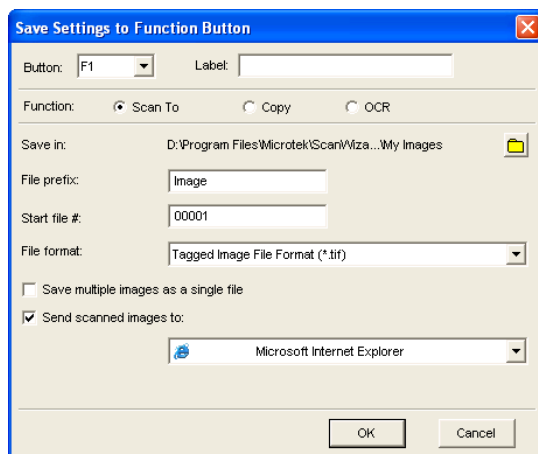 Save Settings to Function Button
Button: F1 Label:
Function: Scan To Copy OCR
Save in: D:\Program Files\Microtek\ScanWiza...\My Images
File prefix: Image
Start file #: 00001
File format: Tagged Image File Format (*.tif)
Save multiple images as a single file
Send scanned images to:
Microsoft Internet Explorer
OK Cancel